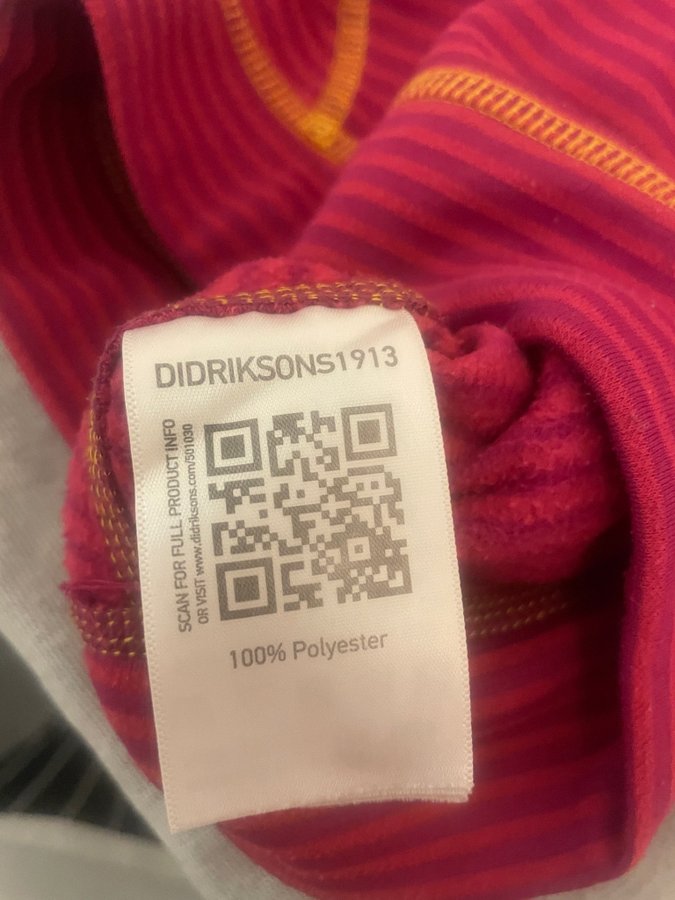 DIDRIKSONS1913
SCAN FOR FULL PRODUCT INFO
OR VISIT www.didriksons.com/501030
100% Polyester